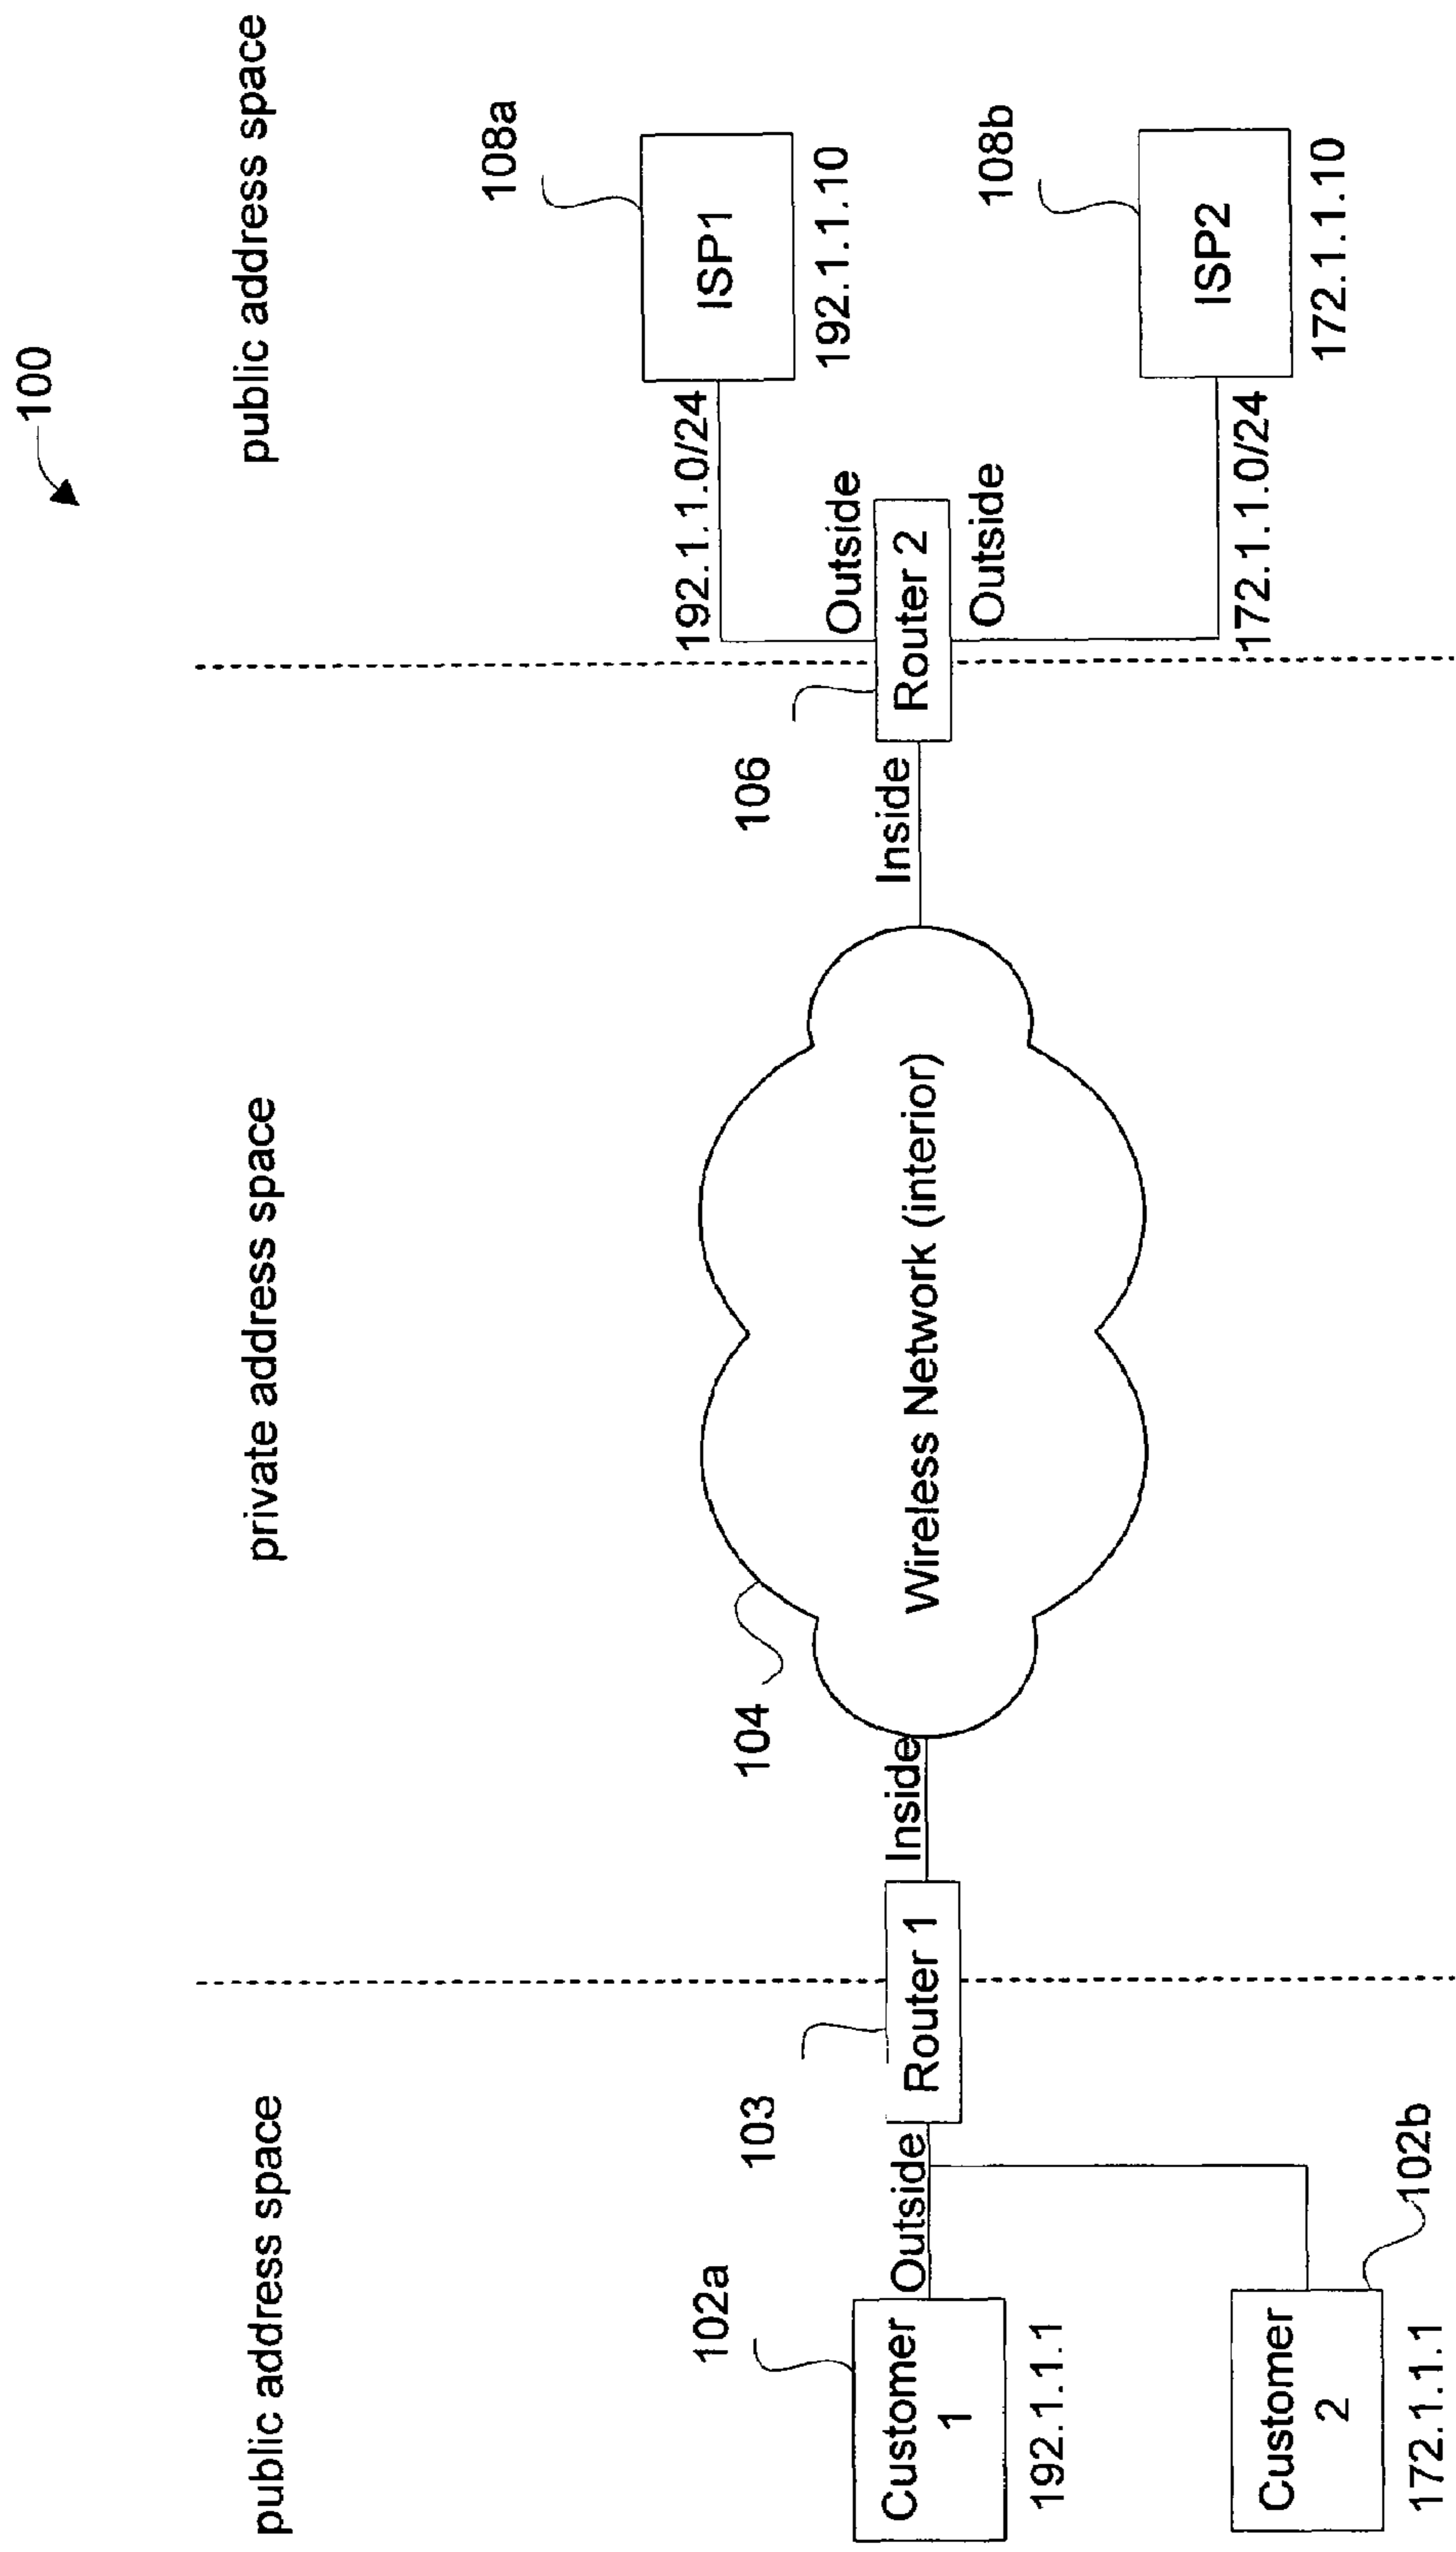 100
public address space
private address space
public address space
102a
Customer
1
192.1.1.1
Customer
2
172.1.1.1
102b
Outside
103
Router 1
Inside
104
Wireless Network (interior)
Inside
106
Router 2
Outside
Outside
192.1.1.0/24
172.1.1.0/24
108a
ISP1
192.1.1.10
108b
ISP2
172.1.1.10